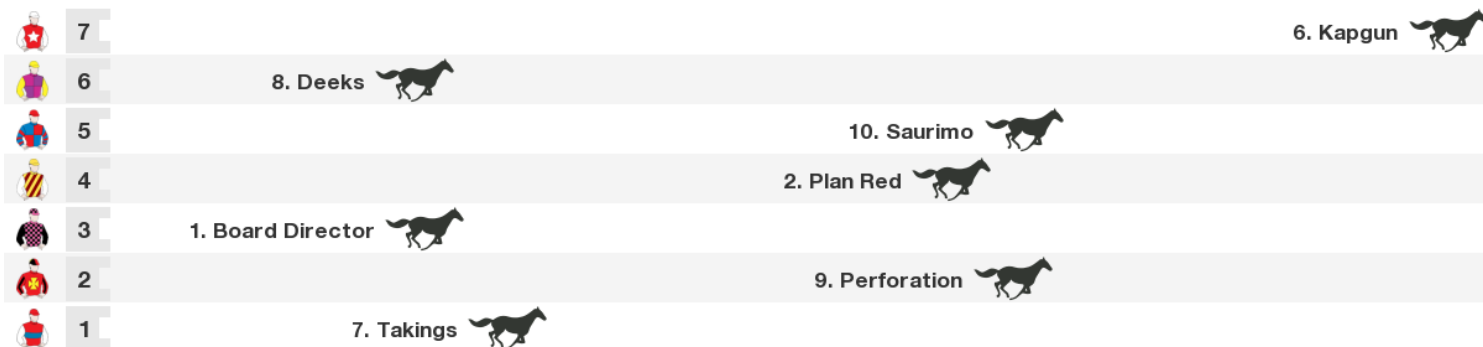 7 6. Kapgun
6 8. Deeks
5 10. Saurimo
4 2. Plan Red
3 1. Board Director
2 9. Perforation
1 7. Takings